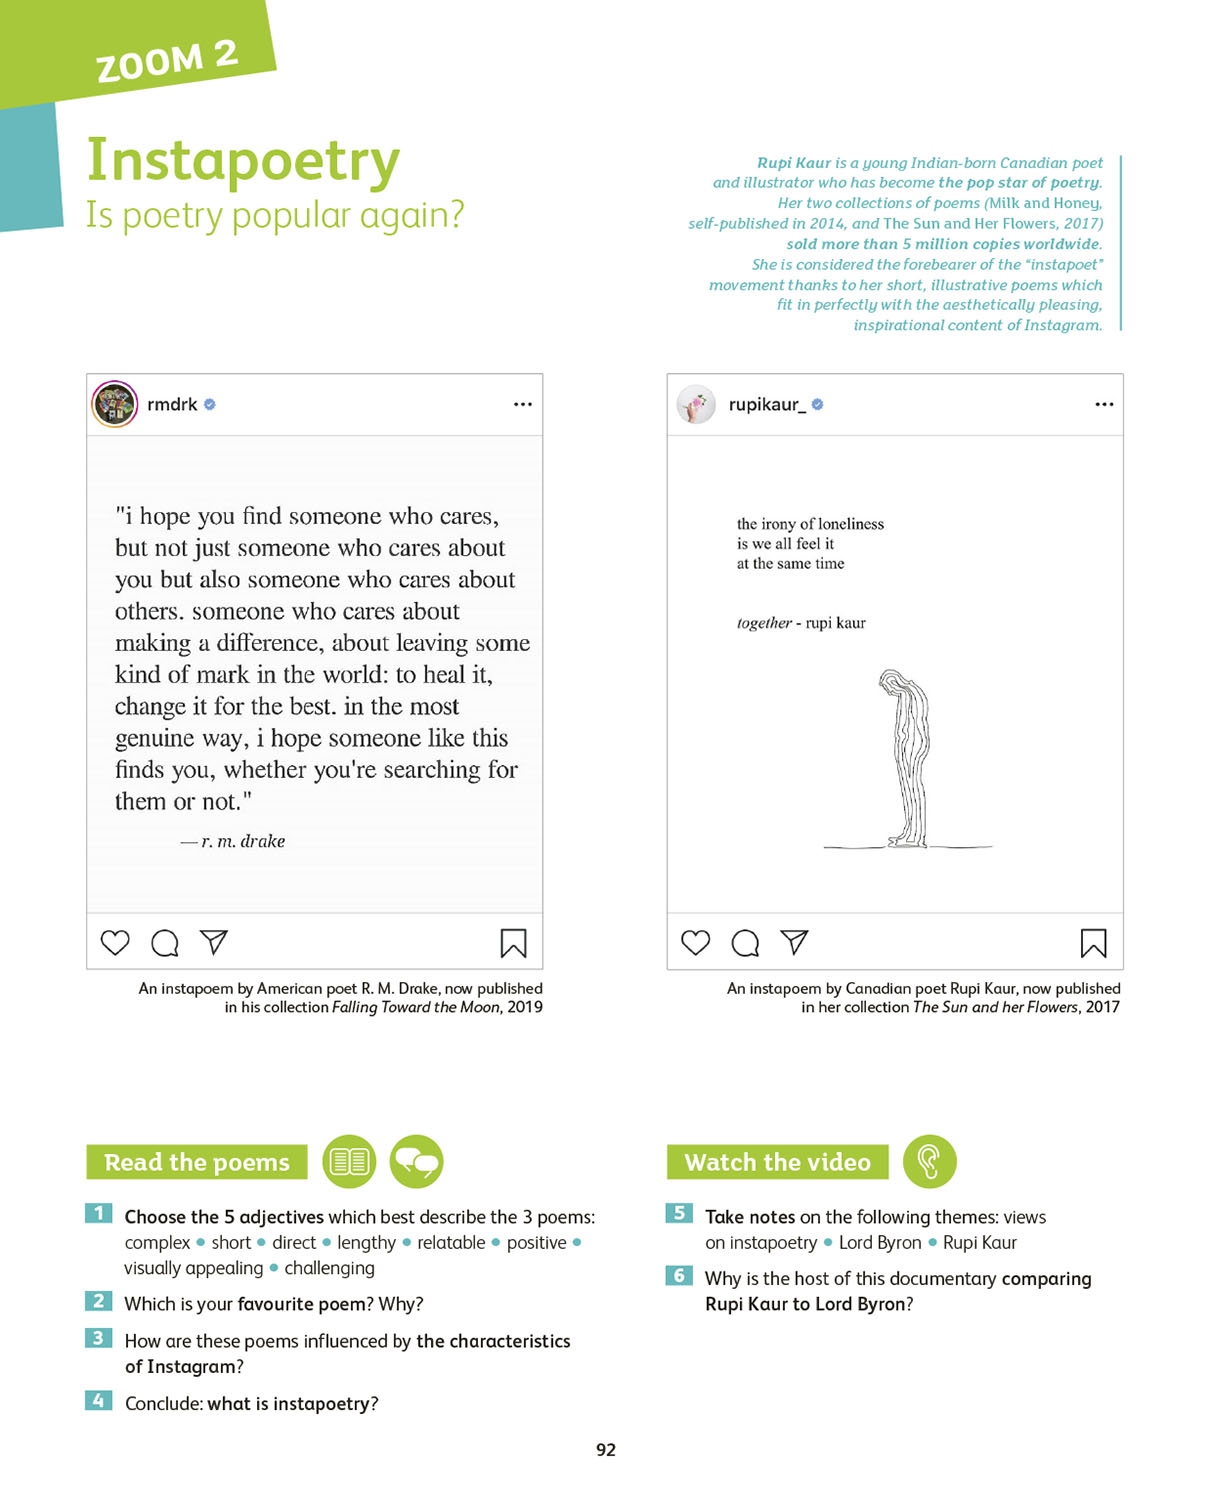 ZOOM 2
Instapoetry
Is poetry popular again?
Rupi Kaur is a young Indian-born Canadian poet
and illustrator who has become the pop star of poetry.
Her two collections of poems (Milk and Honey,
self-published in 2014, and The Sun and Her Flowers, 2017)
sold more than 5 million copies worldwide.
She is considered the forebearer of the “instapoet”
movement thanks to her short, illustrative poems which
fit in perfectly with the aesthetically pleasing,
inspirational content of Instagram.
rmdrk
"i hope you find someone who cares,
but not just someone who cares about
you but also someone who cares about
others. someone who cares about
making a difference, about leaving some
kind of mark in the world: to heal it,
change it for the best. in the most
genuine way, i hope someone like this
finds you, whether you're searching for
them or not."
— r. m. drake
An instapoem by American poet R. M. Drake, now published
in his collection Falling Toward the Moon, 2019
rupikaur_
the irony of loneliness
is we all feel it
at the same time
together - rupi kaur
An instapoem by Canadian poet Rupi Kaur, now published
in her collection The Sun and her Flowers, 2017
Read the poems
1 Choose the 5 adjectives which best describe the 3 poems:
complex • short • direct • lengthy • relatable • positive •
visually appealing • challenging
2 Which is your favourite poem? Why?
3 How are these poems influenced by the characteristics
of Instagram?
4 Conclude: what is instapoetry?
Watch the video
5 Take notes on the following themes: views
on instapoetry • Lord Byron • Rupi Kaur
6 Why is the host of this documentary comparing
Rupi Kaur to Lord Byron?
92